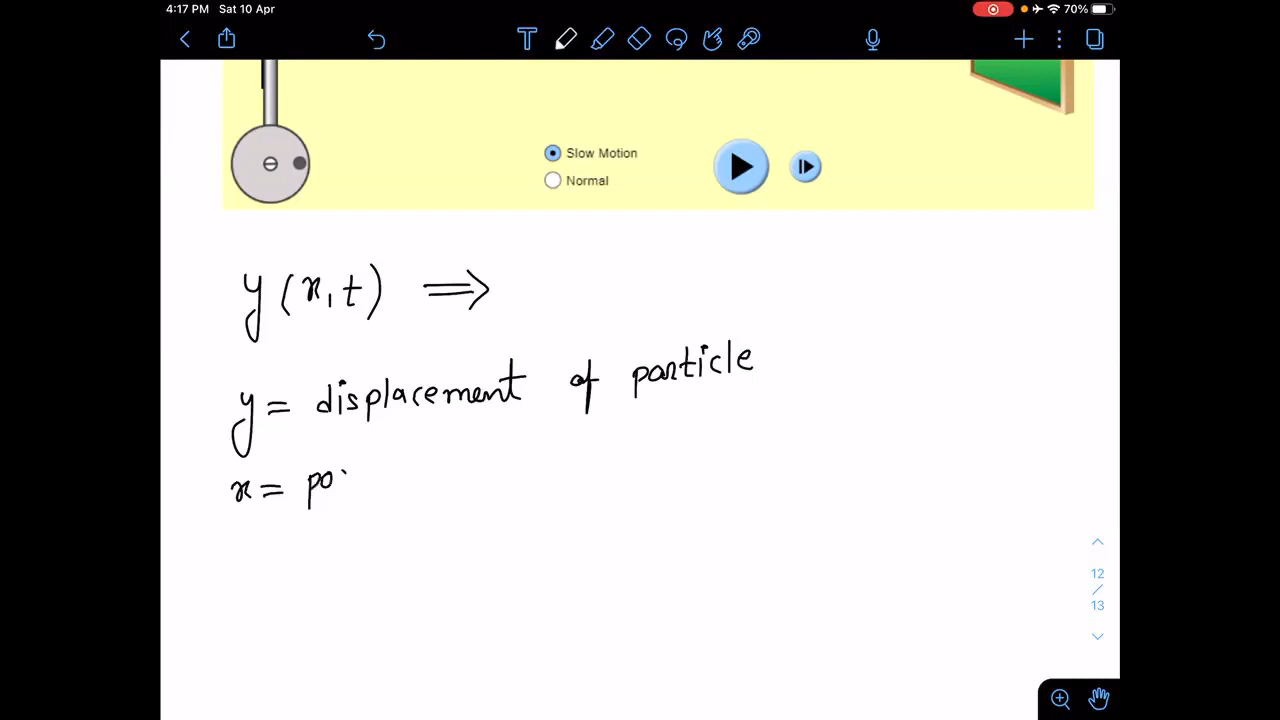 4:17 PM Sat 10 Apr 70%
T
Slow Motion
Normal
y(x,t) ⇒
y = displacement of particle
x = po
12
/
13